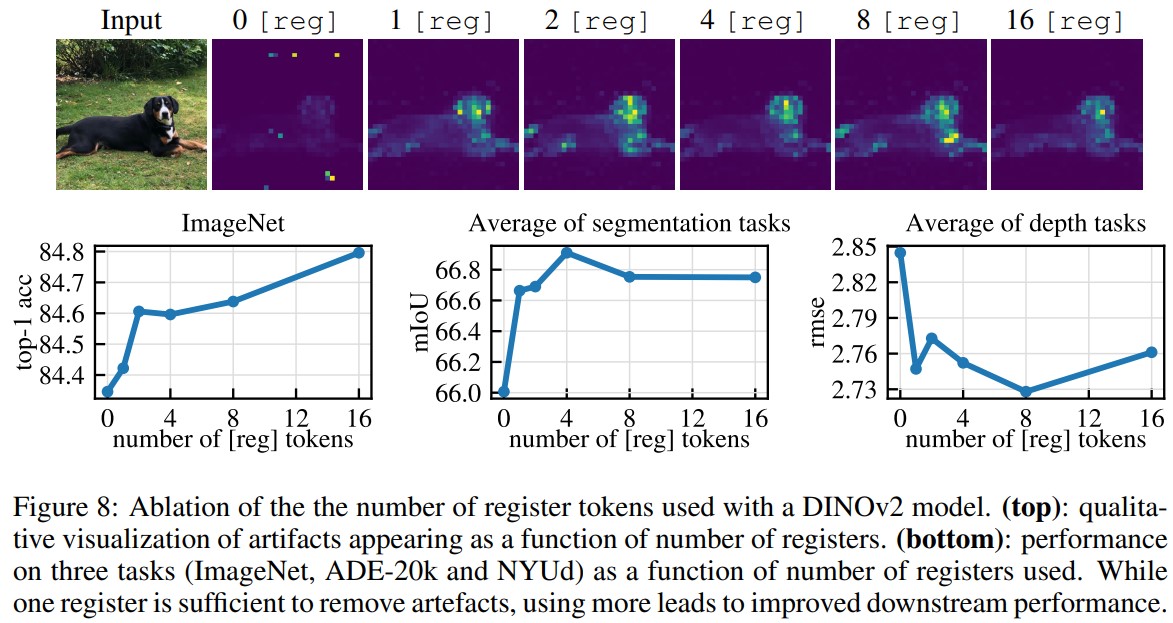 Input 0 [reg] 1 [reg] 2 [reg] 4 [reg] 8 [reg] 16 [reg]
ImageNet
84.8
84.7
84.6
84.5
84.4
top-1 acc
0 4 8 12 16
number of [reg] tokens
Average of segmentation tasks
66.8
66.6
66.4
66.2
66.0
mIoU
0 4 8 12 16
number of [reg] tokens
Average of depth tasks
2.85
2.82
2.79
2.76
2.73
rmse
0 4 8 12 16
number of [reg] tokens
Figure 8: Ablation of the the number of register tokens used with a DINOv2 model. (top): qualita-
tive visualization of artifacts appearing as a function of number of registers. (bottom): performance
on three tasks (ImageNet, ADE-20k and NYUd) as a function of number of registers used. While
one register is sufficient to remove artefacts, using more leads to improved downstream performance.